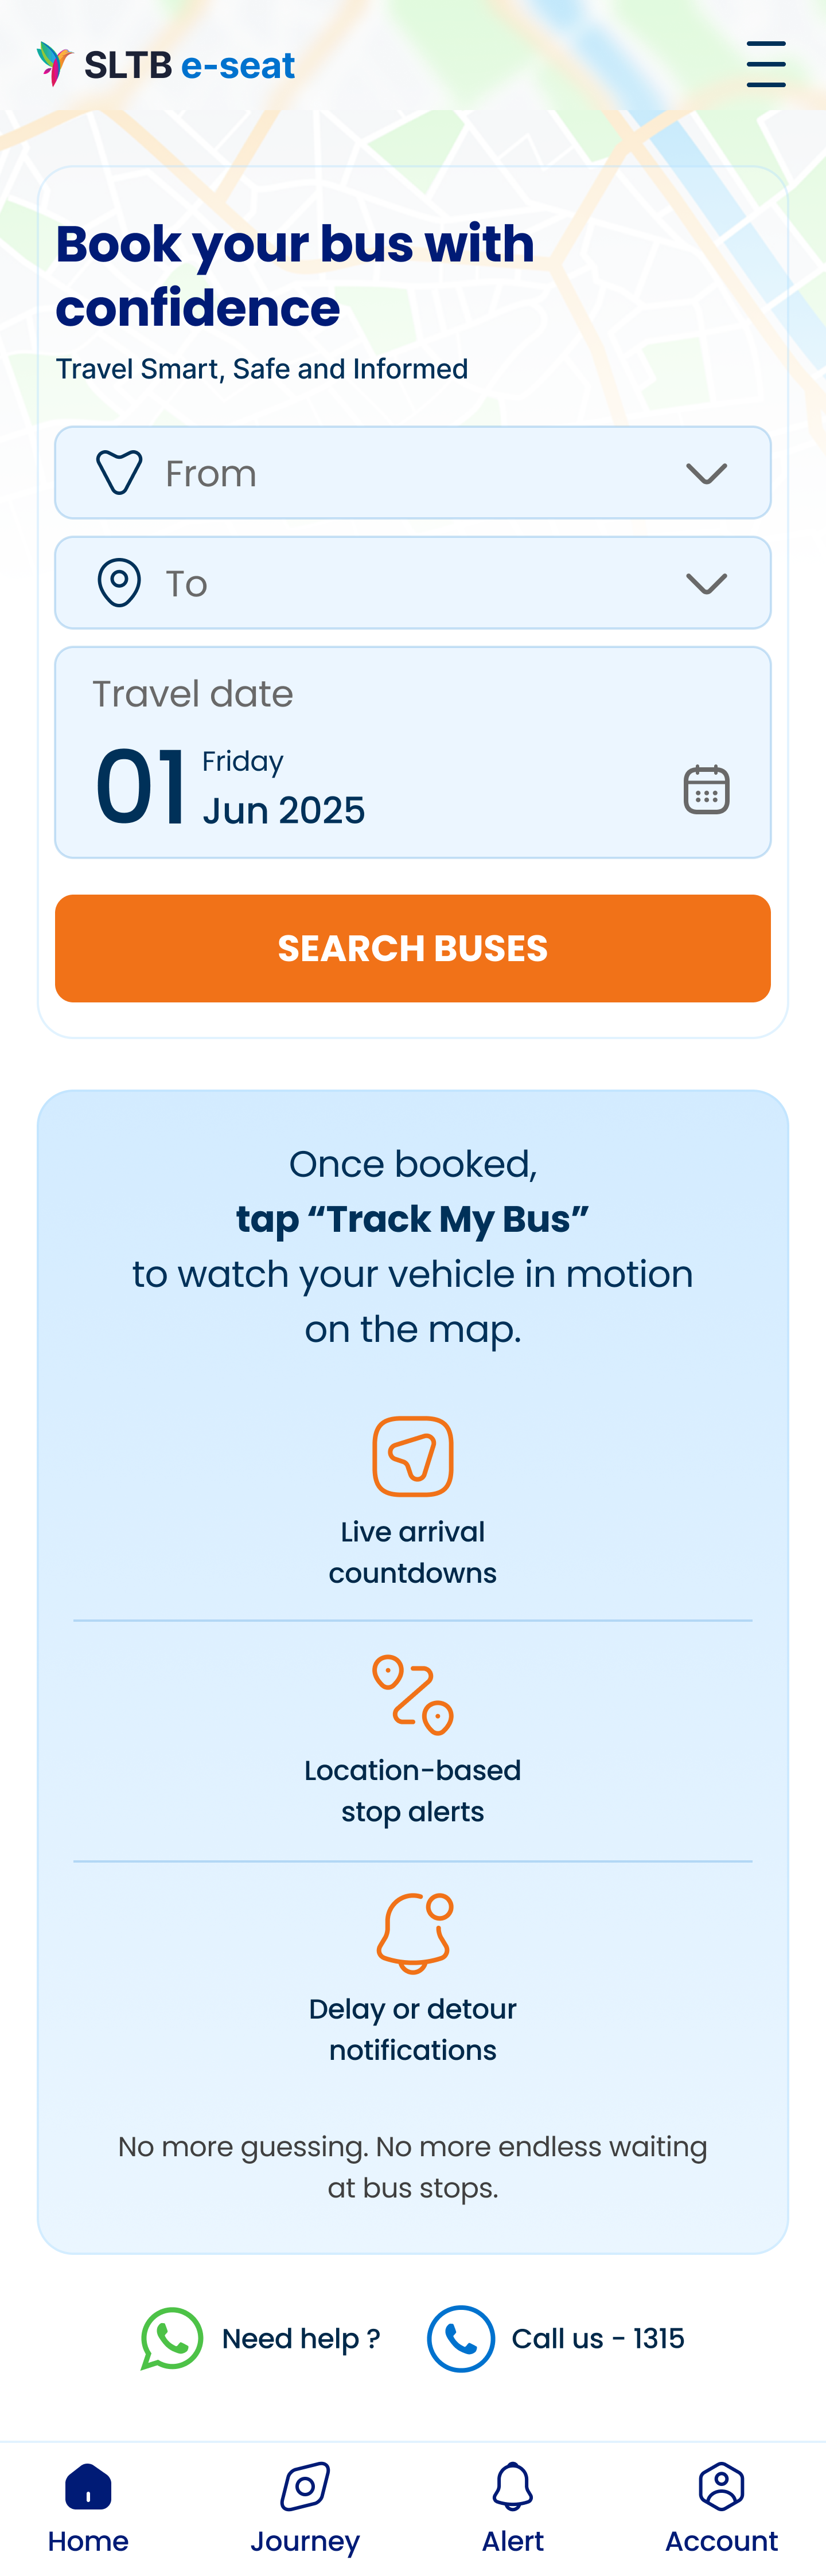 SLTB e-seat
Book your bus with
confidence
Travel Smart, Safe and Informed
From
To
Travel date
01 Friday
Jun 2025
SEARCH BUSES
Once booked,
tap “Track My Bus”
to watch your vehicle in motion
on the map.
Live arrival
countdowns
Location-based
stop alerts
Delay or detour
notifications
No more guessing. No more endless waiting
at bus stops.
Need help ? Call us - 1315
Home Journey Alert Account